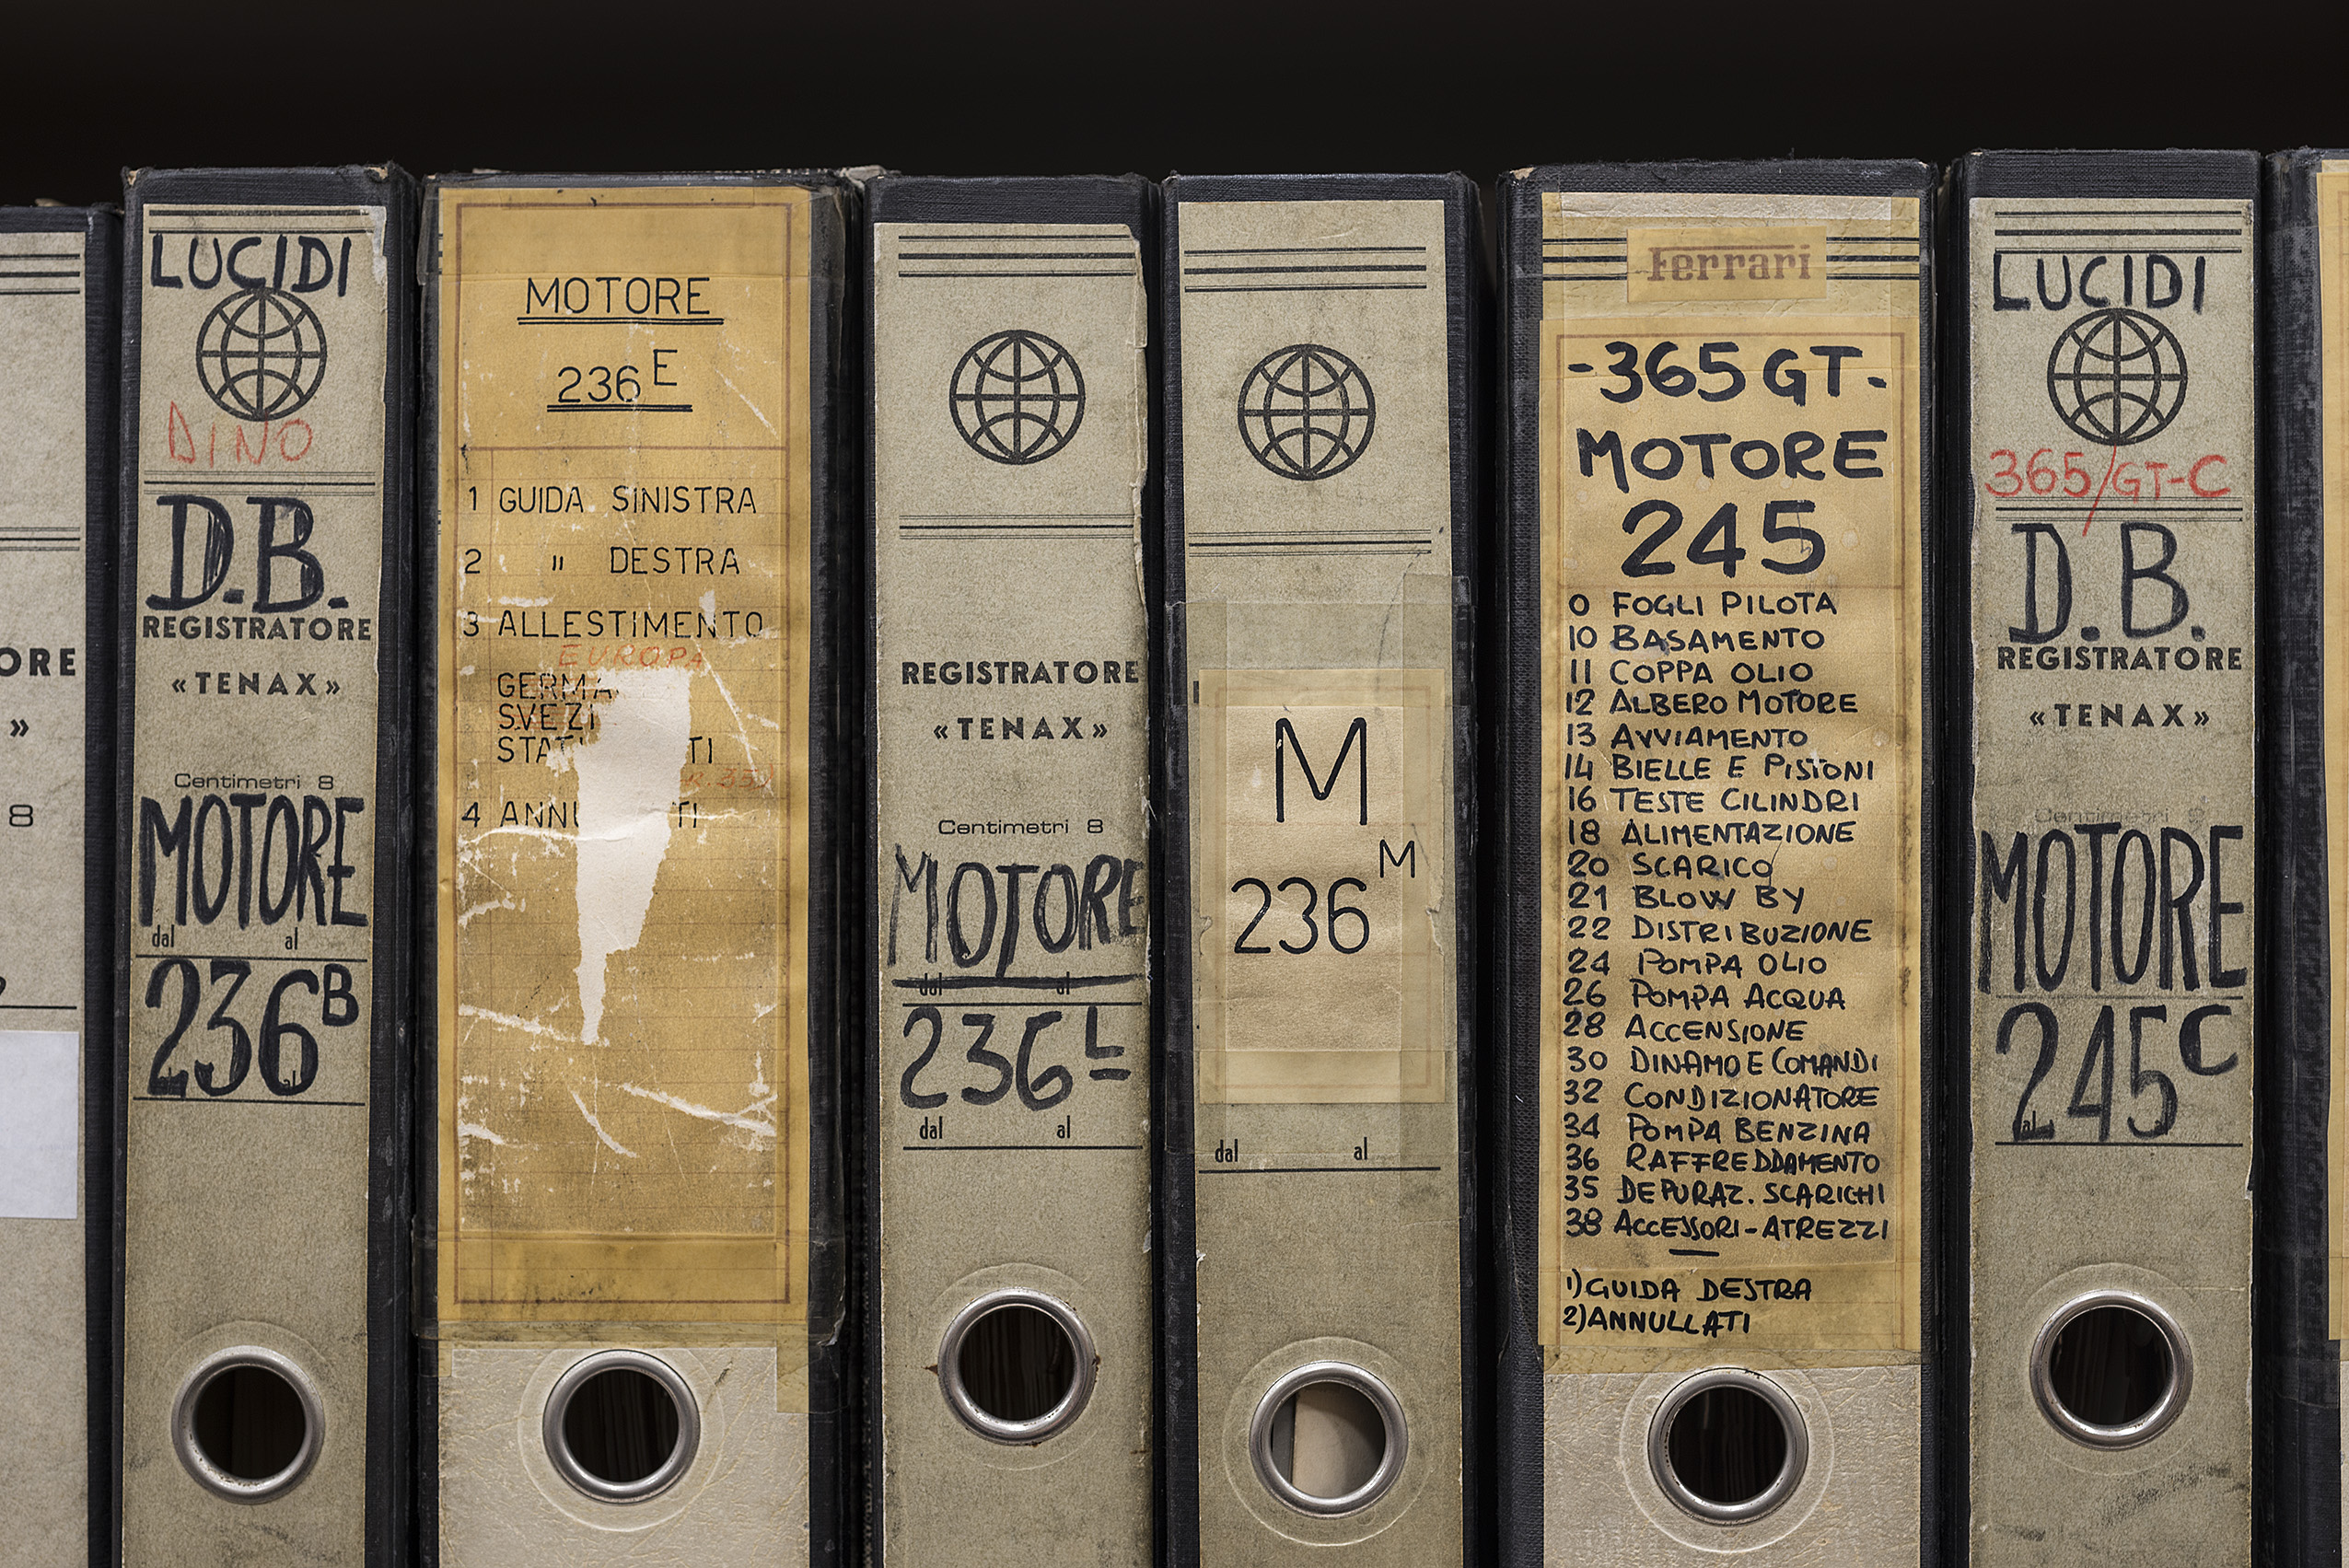 ORE
»
8
LUCIDI
DINO
D.B.
REGISTRATORE
«TENAX»
Centimetri 8
MOTORE
dal al
236B
MOTORE
236E
1 GUIDA SINISTRA
2 " DESTRA
3 ALLESTIMENTO
EUROPA
4
REGISTRATORE
«TENAX»
Centimetri 8
MOTORE
dal al
236L
dal al
M
236M
dal al
Ferrari
-365 GT-
MOTORE
245
0 FOGLI PILOTA
10 BASAMENTO
11 COPPA OLIO
12 ALBERO MOTORE
13 AVVIAMENTO
14 BIELLE E PISTONI
16 TESTE CILINDRI
18 ALIMENTAZIONE
20 SCARICO
21 BLOW BY
22 DISTRIBUZIONE
24 POMPA OLIO
26 POMPA ACQUA
28 ACCENSIONE
30 DINAMO E COMANDI
32 CONDIZIONATORE
34 POMPA BENZINA
36 RAFFREDDAMENTO
35 DEPURAZ. SCARICHI
38 ACCESSORI-ATREZZI
1) GUIDA DESTRA
2) ANNULLATI
LUCIDI
365/GT-C
D.B.
REGISTRATORE
«TENAX»
Centimetri 8
MOTORE
245C
al